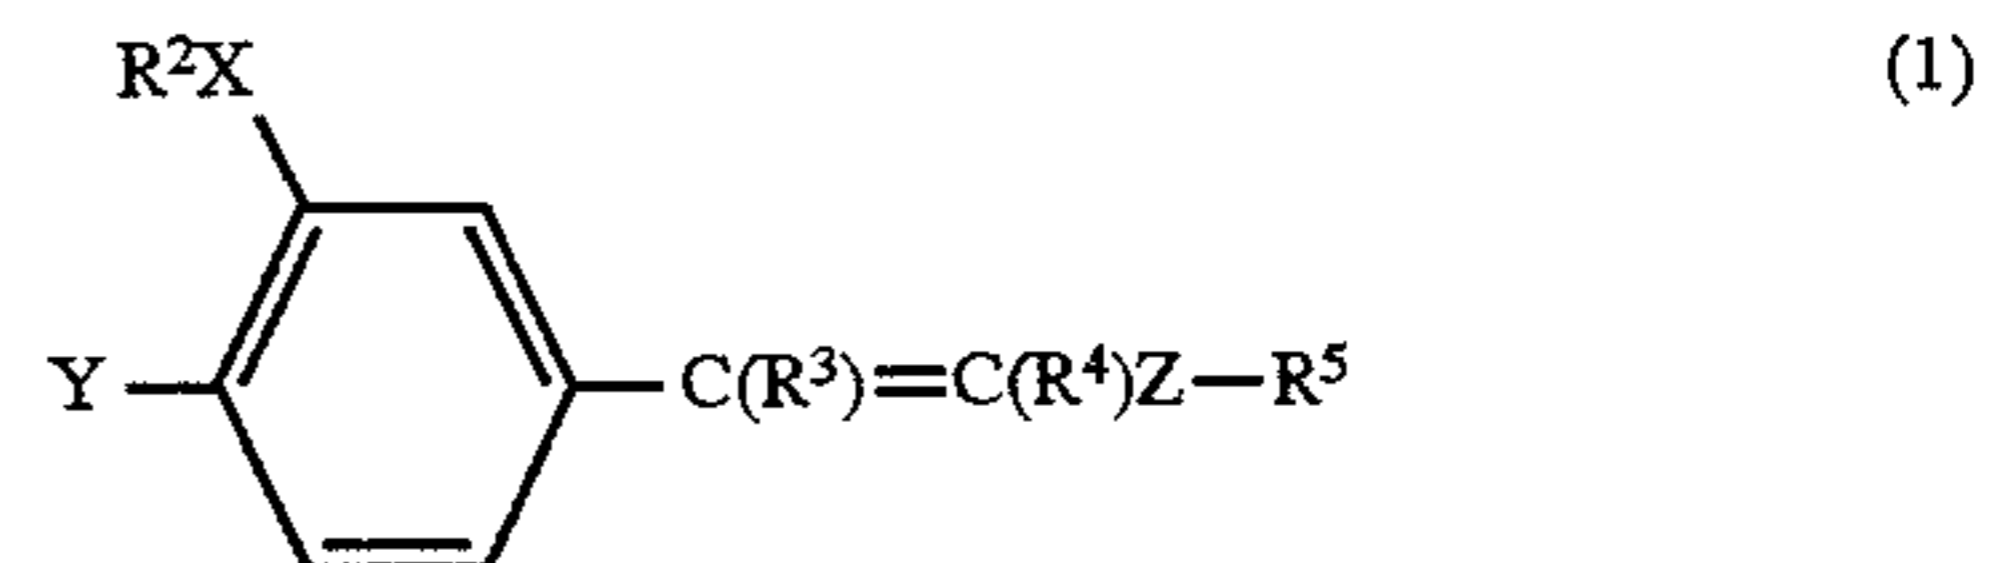 R²X (1)
Y C(R³)=C(R⁴)Z—R⁵